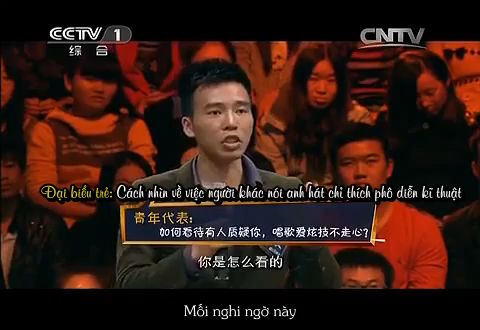 CCTV 1
CNTV
综合
Đại biểu trẻ: Cách nhìn về việc người khác nói anh hát chỉ thích phô diễn kĩ thuật
青年代表:
如何看待有人质疑你,唱歌爱炫技不走心?
你是怎么看的
Mối nghi ngờ này